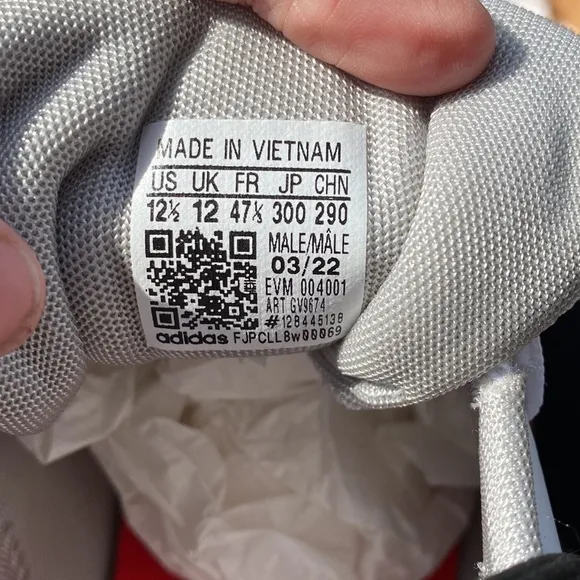 MADE IN VIETNAM
US UK FR JP CHN
12½ 12 47⅓ 300 290
MALE/MÂLE
03/22
EVM 004001
ART GV9674
#128445138
adidas FJPCLL8W00069